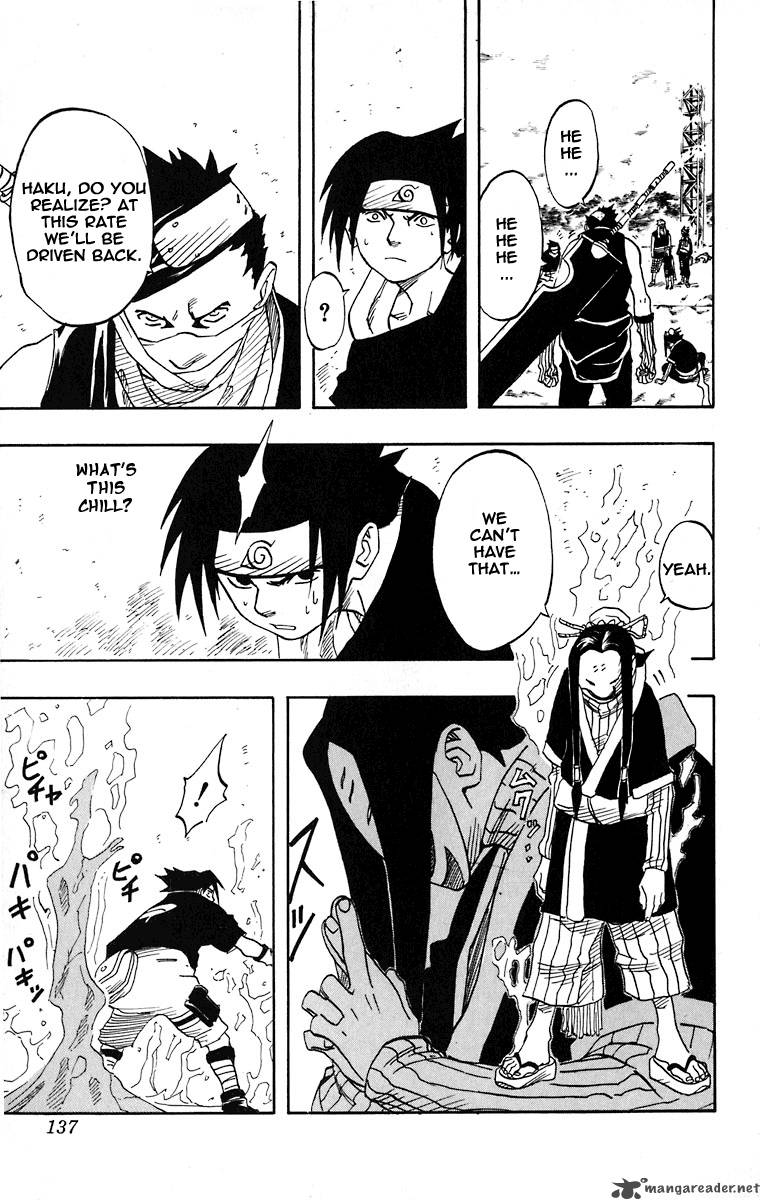 HE
HE
...
HE
HE
HE
...
?
HAKU, DO YOU
REALIZE? AT
THIS RATE
WE'LL BE
DRIVEN BACK.
YEAH.
WE
CAN'T
HAVE
THAT...
WHAT'S
THIS
CHILL?
スッ
!
ピチャ
ピチ
パキ
パキッ
137
mangareader.net